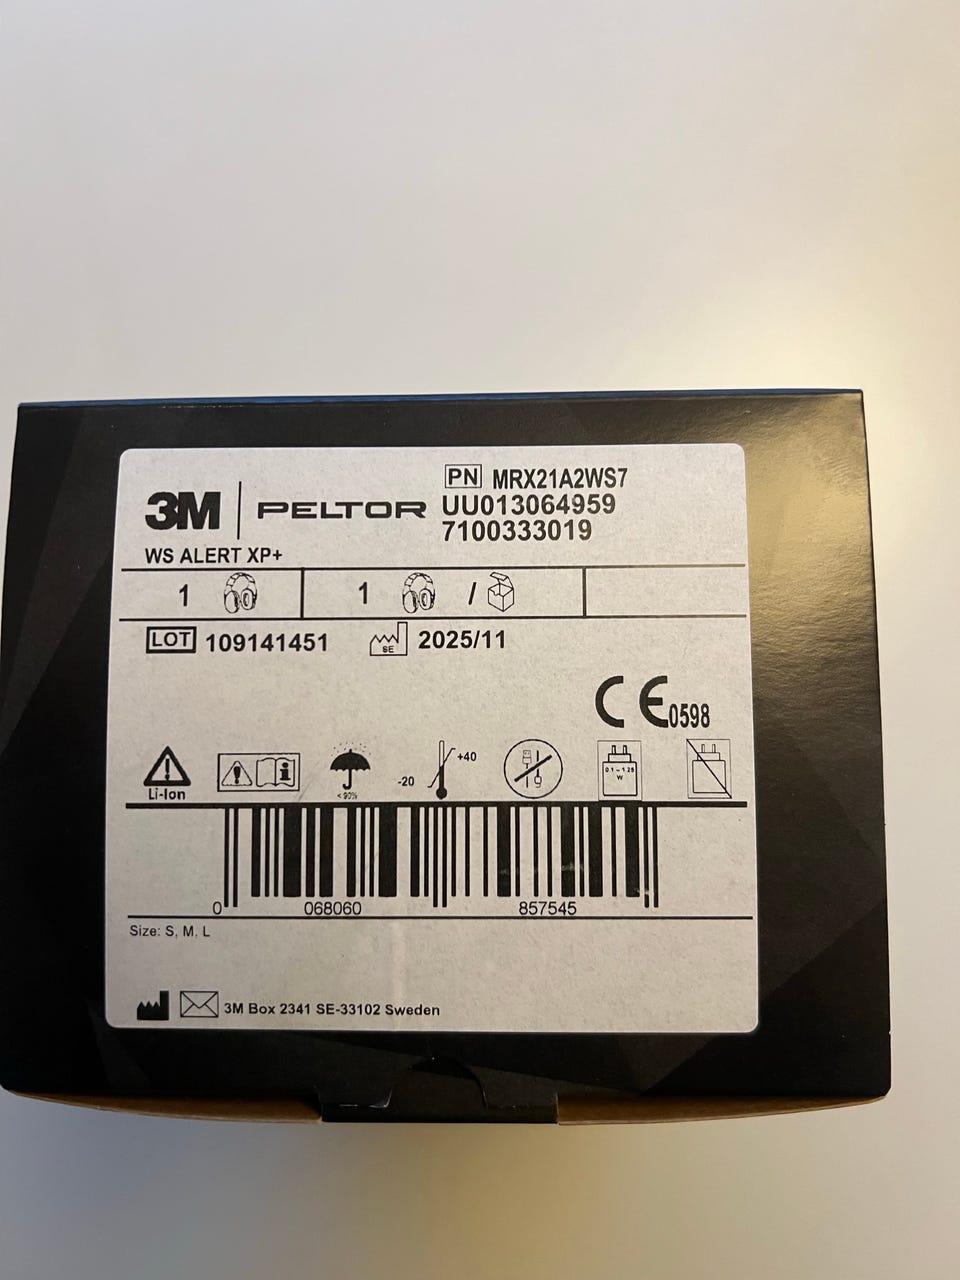 3M PELTOR
PN MRX21A2WS7
UU013064959
7100333019
WS ALERT XP+
1 1 /
LOT 109141451 SE 2025/11
CE 0598
Li-Ion < 90% -20 +40 0.1 – 1.25 W
0 068060 857545
Size: S, M, L
3M Box 2341 SE-33102 Sweden